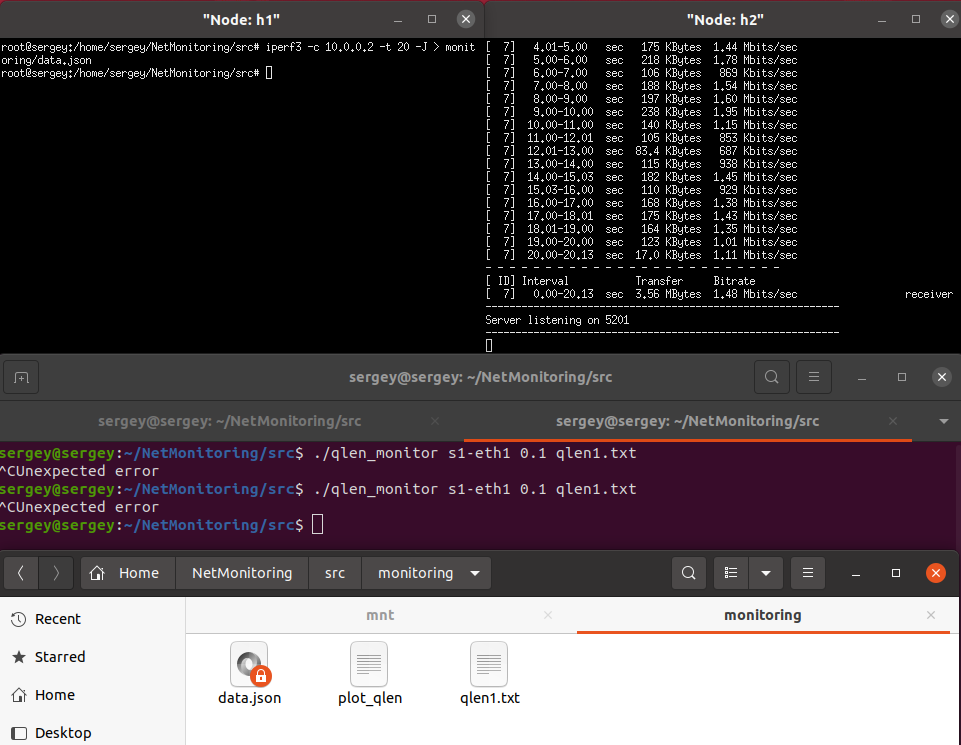 "Node: h1"
root@sergey:/home/sergey/NetMonitoring/src# iperf3 -c 10.0.0.2 -t 20 -J > monit
oring/data.json
root@sergey:/home/sergey/NetMonitoring/src#
"Node: h2"
[  7]   4.01-5.00   sec   175 KBytes  1.44 Mbits/sec
[  7]   5.00-6.00   sec   218 KBytes  1.78 Mbits/sec
[  7]   6.00-7.00   sec   106 KBytes   869 Kbits/sec
[  7]   7.00-8.00   sec   188 KBytes  1.54 Mbits/sec
[  7]   8.00-9.00   sec   197 KBytes  1.60 Mbits/sec
[  7]   9.00-10.00  sec   238 KBytes  1.95 Mbits/sec
[  7]  10.00-11.00  sec   140 KBytes  1.15 Mbits/sec
[  7]  11.00-12.01  sec   105 KBytes   853 Kbits/sec
[  7]  12.01-13.00  sec  83.4 KBytes   687 Kbits/sec
[  7]  13.00-14.00  sec   115 KBytes   938 Kbits/sec
[  7]  14.00-15.03  sec   182 KBytes  1.45 Mbits/sec
[  7]  15.03-16.00  sec   110 KBytes   929 Kbits/sec
[  7]  16.00-17.00  sec   168 KBytes  1.38 Mbits/sec
[  7]  17.00-18.01  sec   175 KBytes  1.43 Mbits/sec
[  7]  18.01-19.00  sec   164 KBytes  1.35 Mbits/sec
[  7]  19.00-20.00  sec   123 KBytes  1.01 Mbits/sec
[  7]  20.00-20.13  sec  17.0 KBytes  1.11 Mbits/sec
- - - - - - - - - - - - - - - - - - - - - - - - -
[ ID] Interval           Transfer     Bitrate
[  7]   0.00-20.13  sec  3.56 MBytes  1.48 Mbits/sec                  receiver
-----------------------------------------------------------
Server listening on 5201
-----------------------------------------------------------
sergey@sergey: ~/NetMonitoring/src
sergey@sergey: ~/NetMonitoring/src
sergey@sergey: ~/NetMonitoring/src
sergey@sergey:~/NetMonitoring/src$ ./qlen_monitor s1-eth1 0.1 qlen1.txt
^CUnexpected error
sergey@sergey:~/NetMonitoring/src$ ./qlen_monitor s1-eth1 0.1 qlen1.txt
^CUnexpected error
sergey@sergey:~/NetMonitoring/src$
Home NetMonitoring src monitoring
Recent
Starred
Home
Desktop
mnt
monitoring
data.json
plot_qlen
qlen1.txt